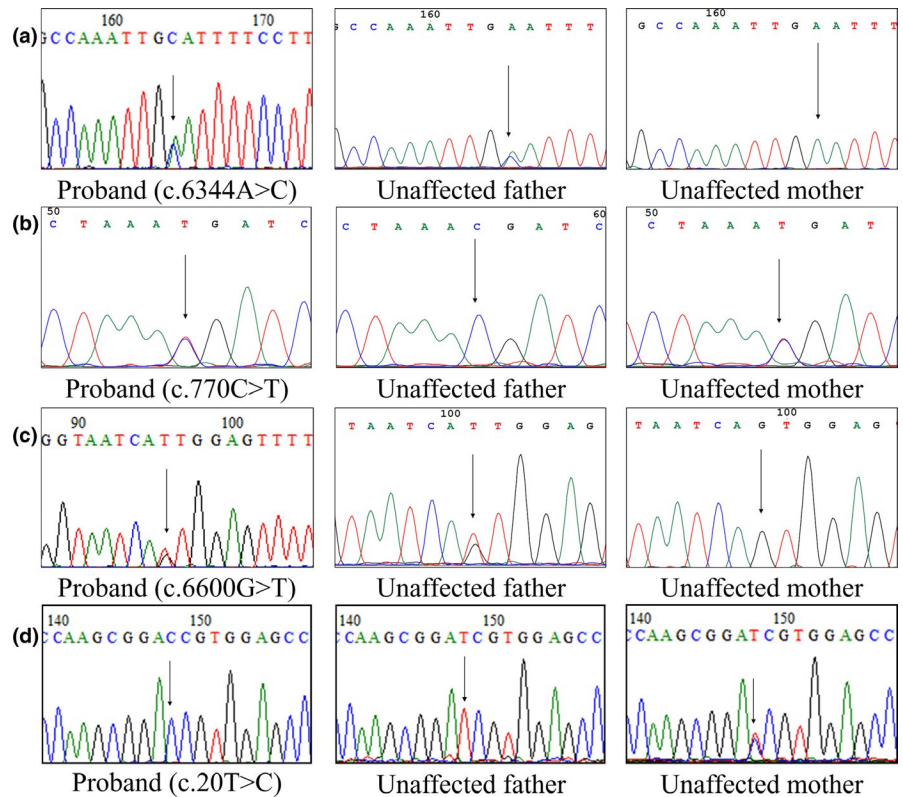 160 170 160 160
(a) GCCAAATTGCATTTTCCTT GCCAAATTGAATTT GCCAAATTGAATTT
Proband (c.6344A>C) Unaffected father Unaffected mother
50 60 50
(b) CTAAATGATC CTAAACGATC CTAAATGAT
Proband (c.770C>T) Unaffected father Unaffected mother
90 100 100 100
(c) GGTAATCATTGGAGTTTT TAATCATTGGAG TAATCAGTGGAG
Proband (c.6600G>T) Unaffected father Unaffected mother
140 150 140 150 140 150
(d) CCAAGCGGACCGTGGAGCC CCAAGCGGATCGTGGAGCC CCAAGCGGATCGTGGAGCC
Proband (c.20T>C) Unaffected father Unaffected mother